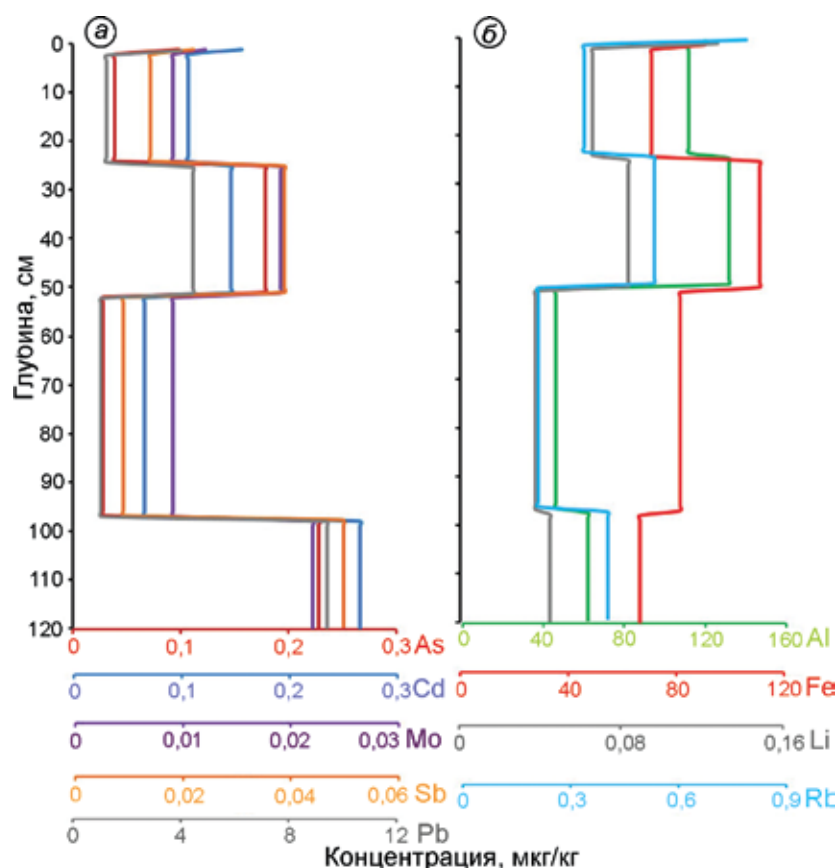 а
б
Глубина, см
0
10
20
30
40
50
60
70
80
90
100
110
120
0 0,1 0,2 0,3 As
0 0,1 0,2 0,3 Cd
0 0,01 0,02 0,03 Mo
0 0,02 0,04 0,06 Sb
0 4 8 12 Pb
0 40 80 120 160 Al
0 40 80 120 Fe
0 0,08 0,16 Li
0 0,3 0,6 0,9 Rb
Концентрация, мкг/кг